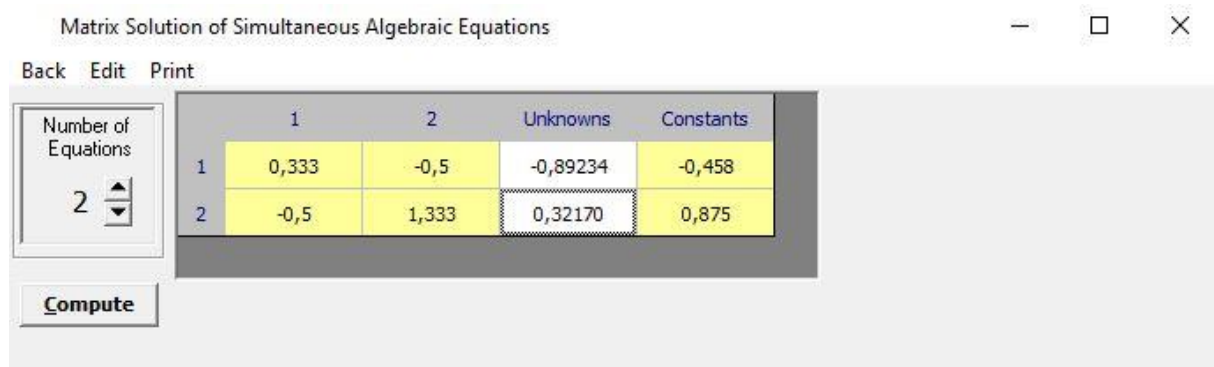 Matrix Solution of Simultaneous Algebraic Equations
Back Edit Print
Number of
Equations
2
1 2 Unknowns Constants
1 0,333 -0,5 -0,89234 -0,458
2 -0,5 1,333 0,32170 0,875
Compute